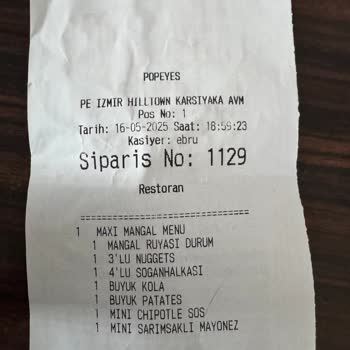 POPEYES
PE IZMIR HILLTOWN KARSIYAKA AVM
Pos No: 1
Tarih: 16-05-2025 Saat: 18:59:23
Kasiyer: ebru
Siparis No: 1129
Restoran
================================
1 MAXI MANGAL MENU
1 MANGAL RUYASI DURUM
1 3'LU NUGGETS
1 4'LU SOGANHALKASI
1 BUYUK KOLA
1 BUYUK PATATES
1 MINI CHIPOTLE SOS
1 MINI SARIMSAKLI MAYONEZ